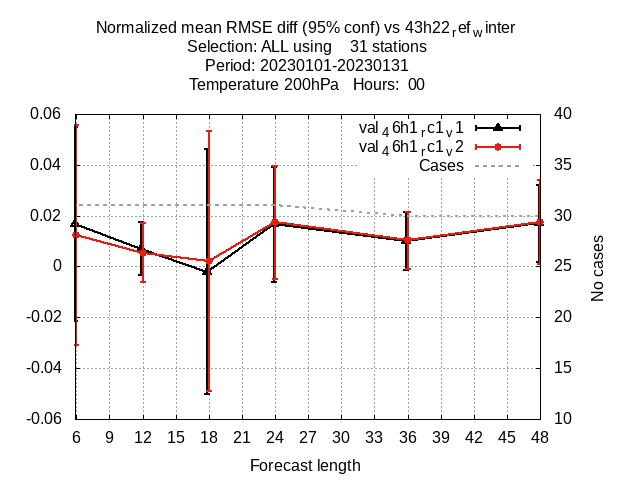 Normalized mean RMSE diff (95% conf) vs 43h22refwinter
Selection: ALL using    31 stations
Period: 20230101-20230131
Temperature 200hPa   Hours:  00
0.06
0.04
0.02
0
-0.02
-0.04
-0.06
val46h1rc1v1
val46h1rc1v2
Cases
40
35
30
25
20
15
10
No cases
6 9 12 15 18 21 24 27 30 33 36 39 42 45 48
Forecast length